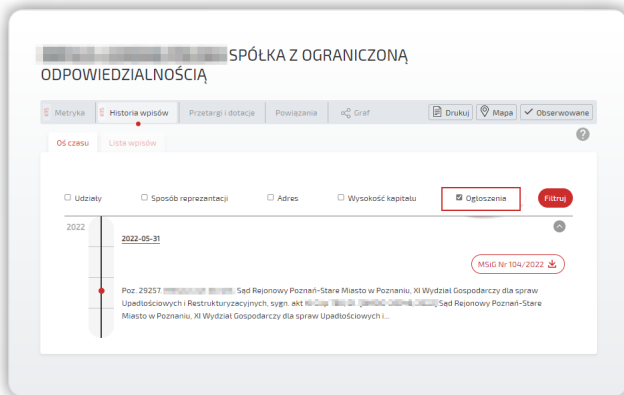 SPÓŁKA Z OGRANICZONĄ
ODPOWIEDZIALNOŚCIĄ
Metryka Historia wpisów Przetargi i dotacje Powiązania Graf Drukuj Mapa Obserwowane
Oś czasu Lista wpisów ?
Udziały Sposób reprezentacji Adres Wysokość kapitału Ogłoszenia Filtruj
2022
2022-05-31
MSiG Nr 104/2022
Poz. 29257. Sąd Rejonowy Poznań-Stare Miasto w Poznaniu, XI Wydział Gospodarczy dla spraw
Upadłościowych i Restrukturyzacyjnych, sygn. akt Sąd Rejonowy Poznań-Stare
Miasto w Poznaniu, XI Wydział Gospodarczy dla spraw Upadłościowych i...